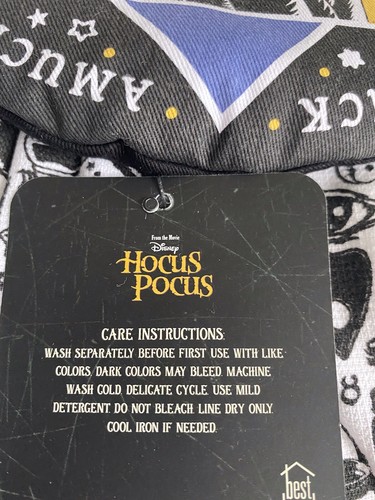 AMUCK
CK
From the Movie
Disney
HOCUS
POCUS
CARE INSTRUCTIONS:
WASH SEPARATELY BEFORE FIRST USE WITH LIKE
COLORS, DARK COLORS MAY BLEED. MACHINE
WASH COLD, DELICATE CYCLE. USE MILD
DETERGENT. DO NOT BLEACH. LINE DRY ONLY.
COOL IRON IF NEEDED.
best